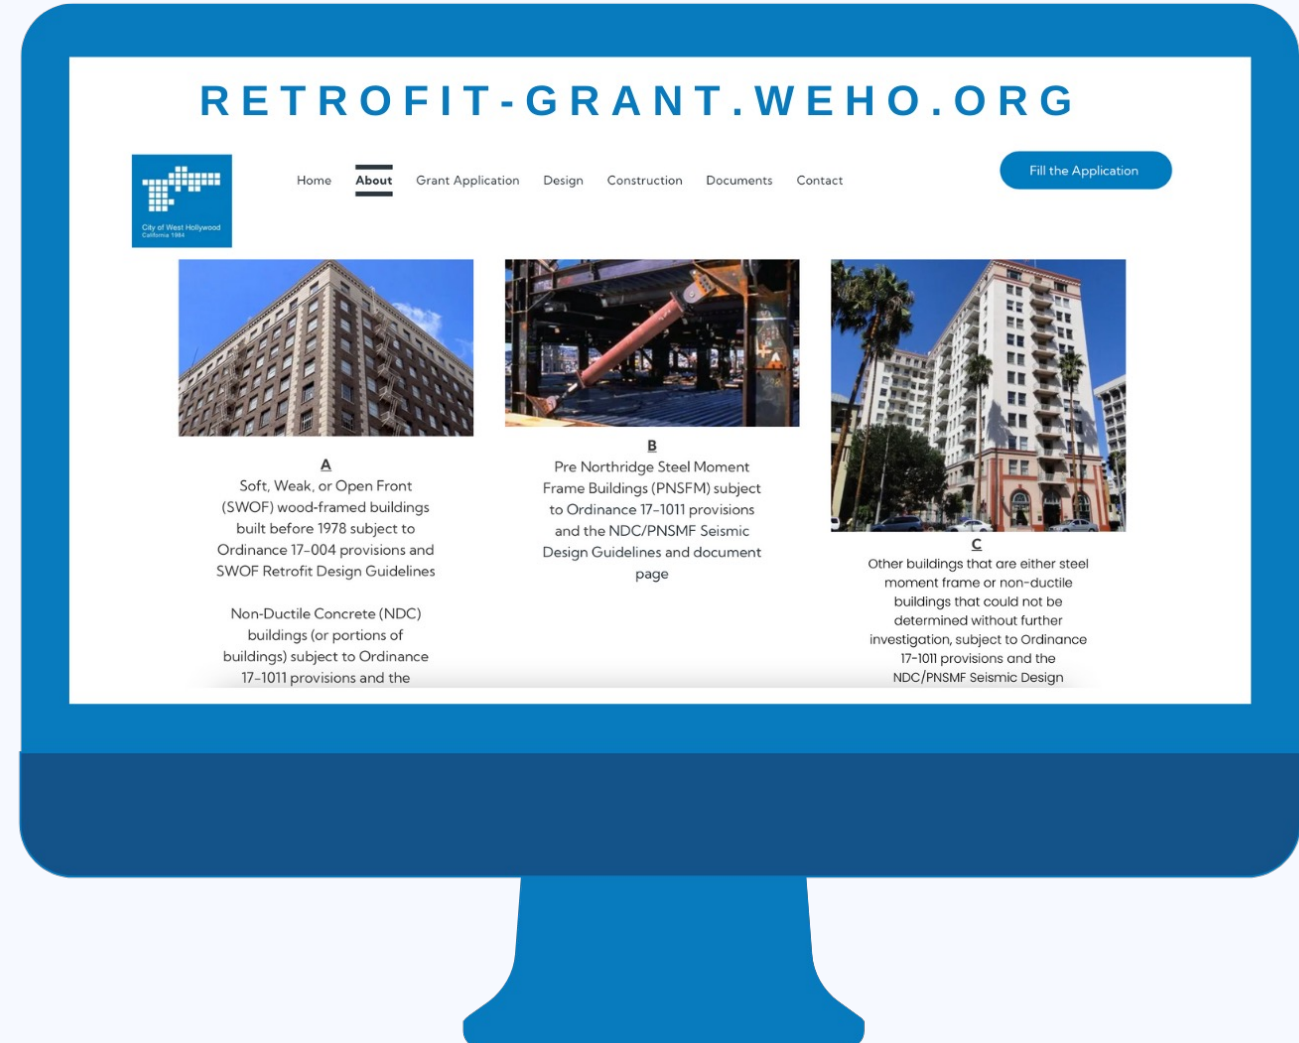 RETROFIT-GRANT.WEHO.ORG
City of West Hollywood
California 1984
Home About Grant Application Design Construction Documents Contact
Fill the Application
A
Soft, Weak, or Open Front
(SWOF) wood-framed buildings
built before 1978 subject to
Ordinance 17-004 provisions and
SWOF Retrofit Design Guidelines
Non-Ductile Concrete (NDC)
buildings (or portions of
buildings) subject to Ordinance
17-1011 provisions and the
B
Pre Northridge Steel Moment
Frame Buildings (PNSFM) subject
to Ordinance 17-1011 provisions
and the NDC/PNSMF Seismic
Design Guidelines and document
page
C
Other buildings that are either steel
moment frame or non-ductile
buildings that could not be
determined without further
investigation, subject to Ordinance
17-1011 provisions and the
NDC/PNSMF Seismic Design